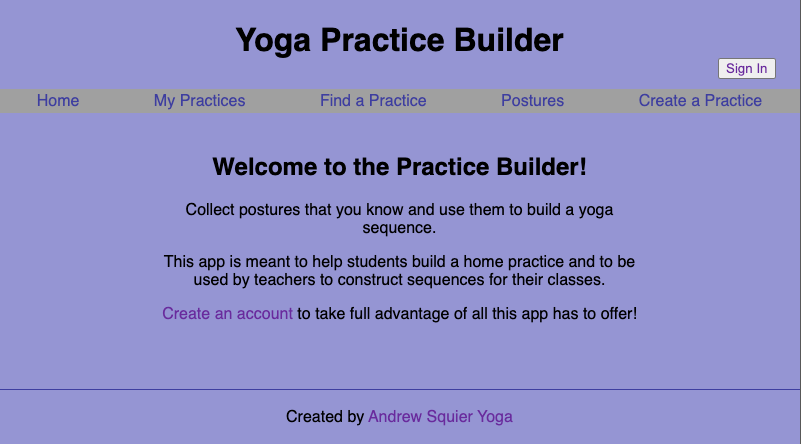 Yoga Practice Builder
Sign In
Home My Practices Find a Practice Postures Create a Practice
Welcome to the Practice Builder!
Collect postures that you know and use them to build a yoga
sequence.
This app is meant to help students build a home practice and to be
used by teachers to construct sequences for their classes.
Create an account to take full advantage of all this app has to offer!
Created by Andrew Squier Yoga